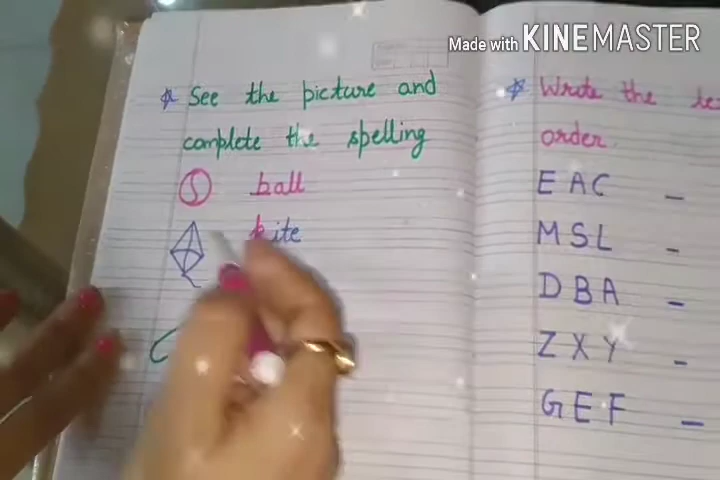 Made with KINEMASTER
See the picture and
complete the spelling
ball
kite
Write the
order.
E A C _
M S L _
D B A _
Z X Y _
G E F _